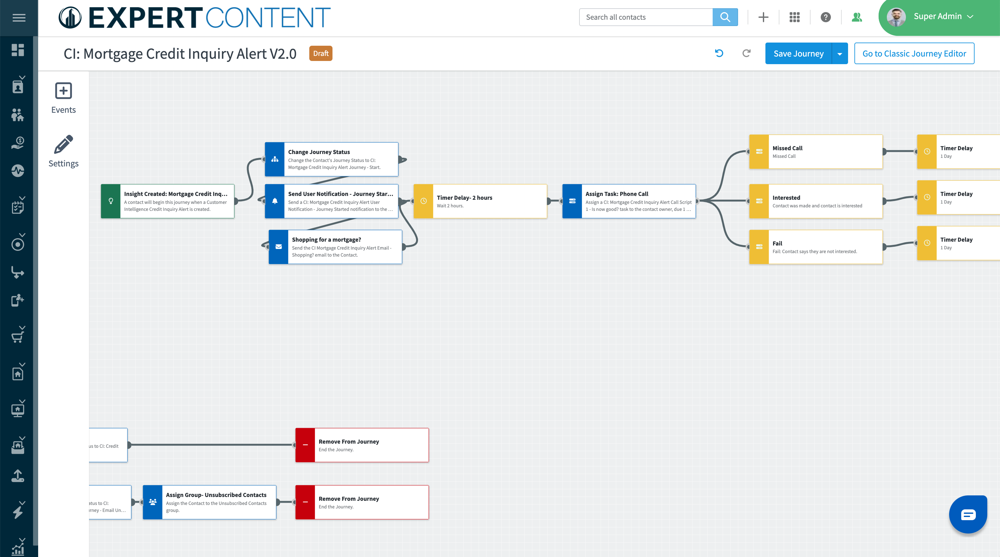 EXPERTCONTENT
Search all contacts
Super Admin
CI: Mortgage Credit Inquiry Alert V2.0
Draft
Save Journey
Go to Classic Journey Editor
Events
Settings
Change Journey Status
Change the Contact's Journey Status to CI:
Mortgage Credit Inquiry Alert Journey - Start.
Insight Created: Mortgage Credit Inq...
A contact will begin this journey when a Customer
Intelligence Credit Inquiry Alert is created.
Send User Notification - Journey Star...
Send a CI: Mortgage Credit Inquiry Alert User
Notification - Journey Started notification to the ...
Shopping for a mortgage?
Send the CI Mortgage Credit Inquiry Alert Email -
Shopping? email to the Contact.
Timer Delay- 2 hours
Wait 2 hours.
Assign Task: Phone Call
Assign a CI: Mortgage Credit Inquiry Alert Call Script
1 - Is now good? task to the contact owner, due 1 ...
Missed Call
Missed Call
Timer Delay
1 Day
Interested
Contact was made and contact is interested
Timer Delay
1 Day
Fail
Fail: Contact says they are not interested.
Timer Delay
1 Day
us to CI: Credit
Remove From Journey
End the Journey.
atus to CI:
rney - Email Un...
Assign Group- Unsubscribed Contacts
Assign the Contact to the Unsubscribed Contacts
group.
Remove From Journey
End the Journey.